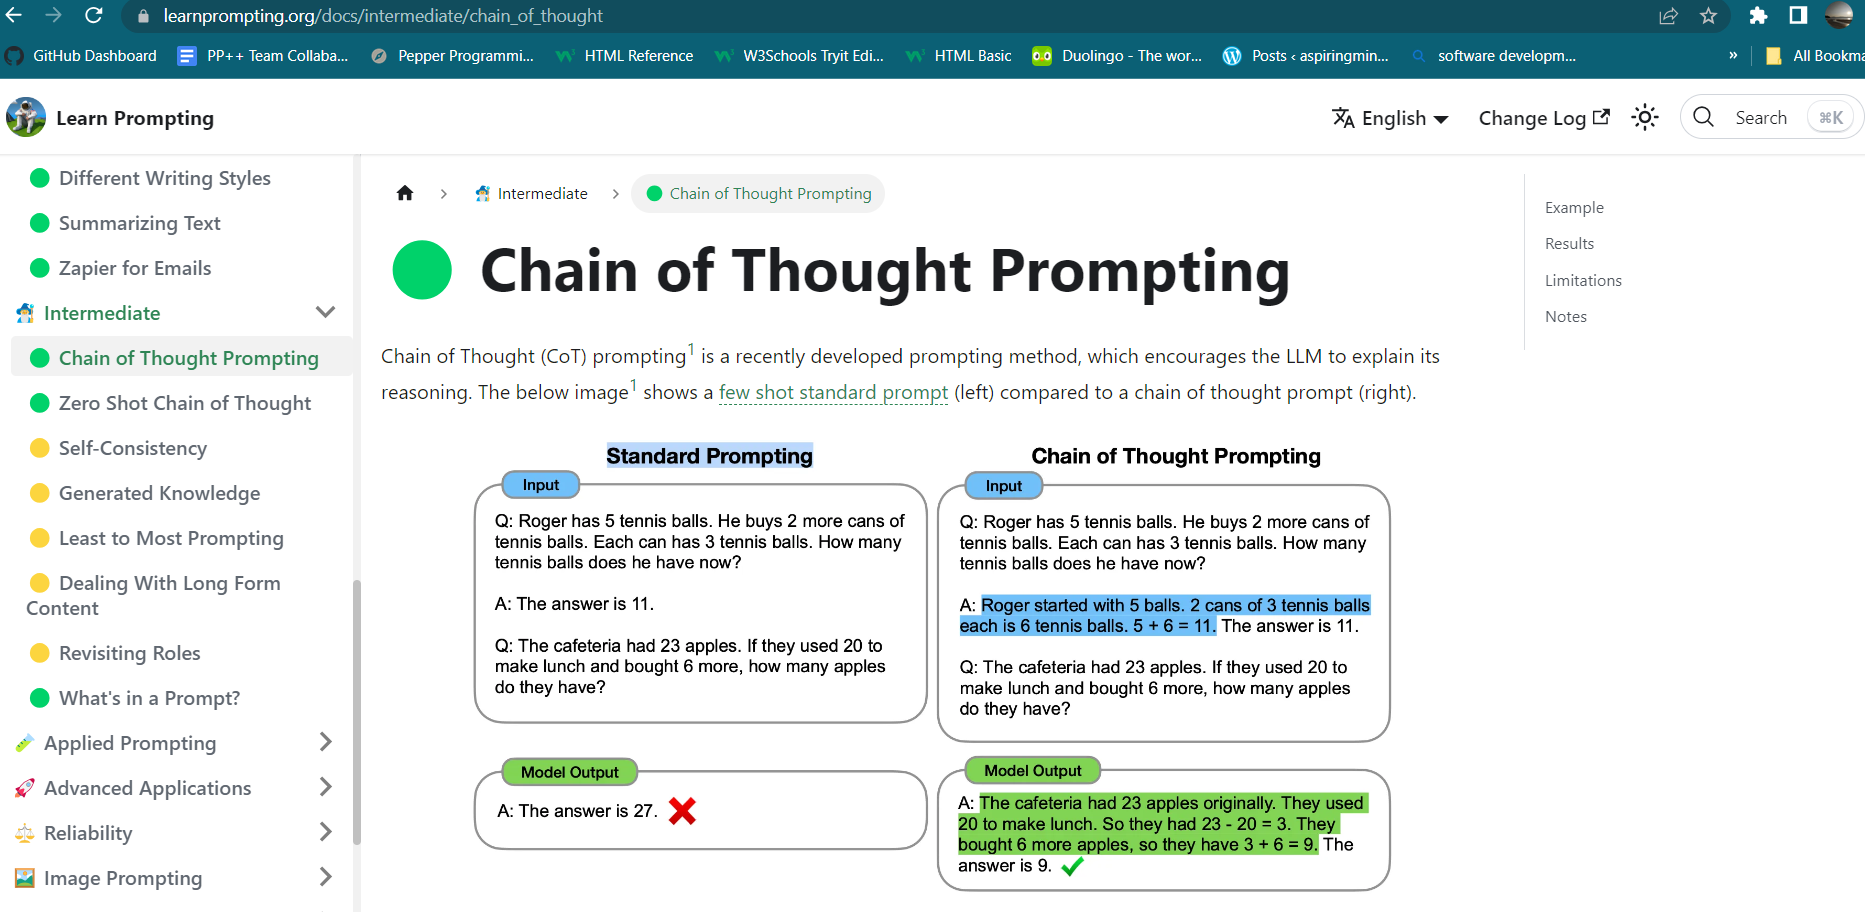 learnprompting.org/docs/intermediate/chain_of_thought
GitHub Dashboard
PP++ Team Collaba...
Pepper Programmi...
HTML Reference
W3Schools Tryit Edi...
HTML Basic
Duolingo - The wor...
Posts ‹ aspiringmin...
software developm...
»
All Bookma
Learn Prompting
English
Change Log
Search
⌘K
Different Writing Styles
Summarizing Text
Zapier for Emails
Intermediate
Chain of Thought Prompting
Zero Shot Chain of Thought
Self-Consistency
Generated Knowledge
Least to Most Prompting
Dealing With Long Form
Content
Revisiting Roles
What's in a Prompt?
Applied Prompting
Advanced Applications
Reliability
Image Prompting
Intermediate
Chain of Thought Prompting
Chain of Thought Prompting
Chain of Thought (CoT) prompting1 is a recently developed prompting method, which encourages the LLM to explain its
reasoning. The below image1 shows a few shot standard prompt (left) compared to a chain of thought prompt (right).
Standard Prompting
Input
Q: Roger has 5 tennis balls. He buys 2 more cans of
tennis balls. Each can has 3 tennis balls. How many
tennis balls does he have now?
A: The answer is 11.
Q: The cafeteria had 23 apples. If they used 20 to
make lunch and bought 6 more, how many apples
do they have?
Model Output
A: The answer is 27.
Chain of Thought Prompting
Input
Q: Roger has 5 tennis balls. He buys 2 more cans of
tennis balls. Each can has 3 tennis balls. How many
tennis balls does he have now?
A: Roger started with 5 balls. 2 cans of 3 tennis balls
each is 6 tennis balls. 5 + 6 = 11. The answer is 11.
Q: The cafeteria had 23 apples. If they used 20 to
make lunch and bought 6 more, how many apples
do they have?
Model Output
A: The cafeteria had 23 apples originally. They used
20 to make lunch. So they had 23 - 20 = 3. They
bought 6 more apples, so they have 3 + 6 = 9. The
answer is 9.
Example
Results
Limitations
Notes